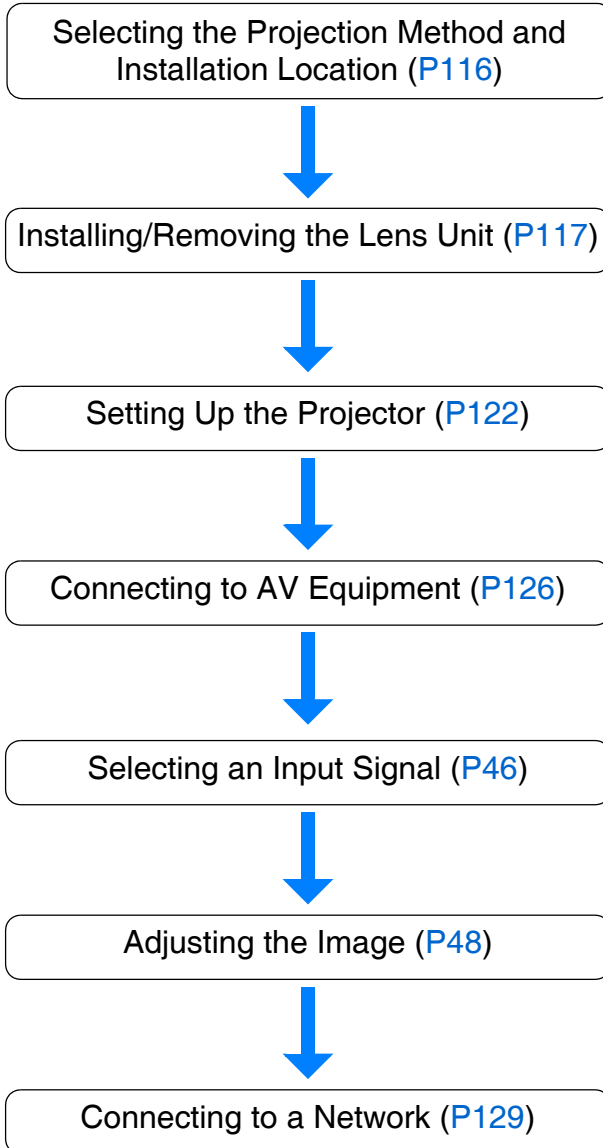 Selecting the Projection Method and
Installation Location (P116)
Installing/Removing the Lens Unit (P117)
Setting Up the Projector (P122)
Connecting to AV Equipment (P126)
Selecting an Input Signal (P46)
Adjusting the Image (P48)
Connecting to a Network (P129)